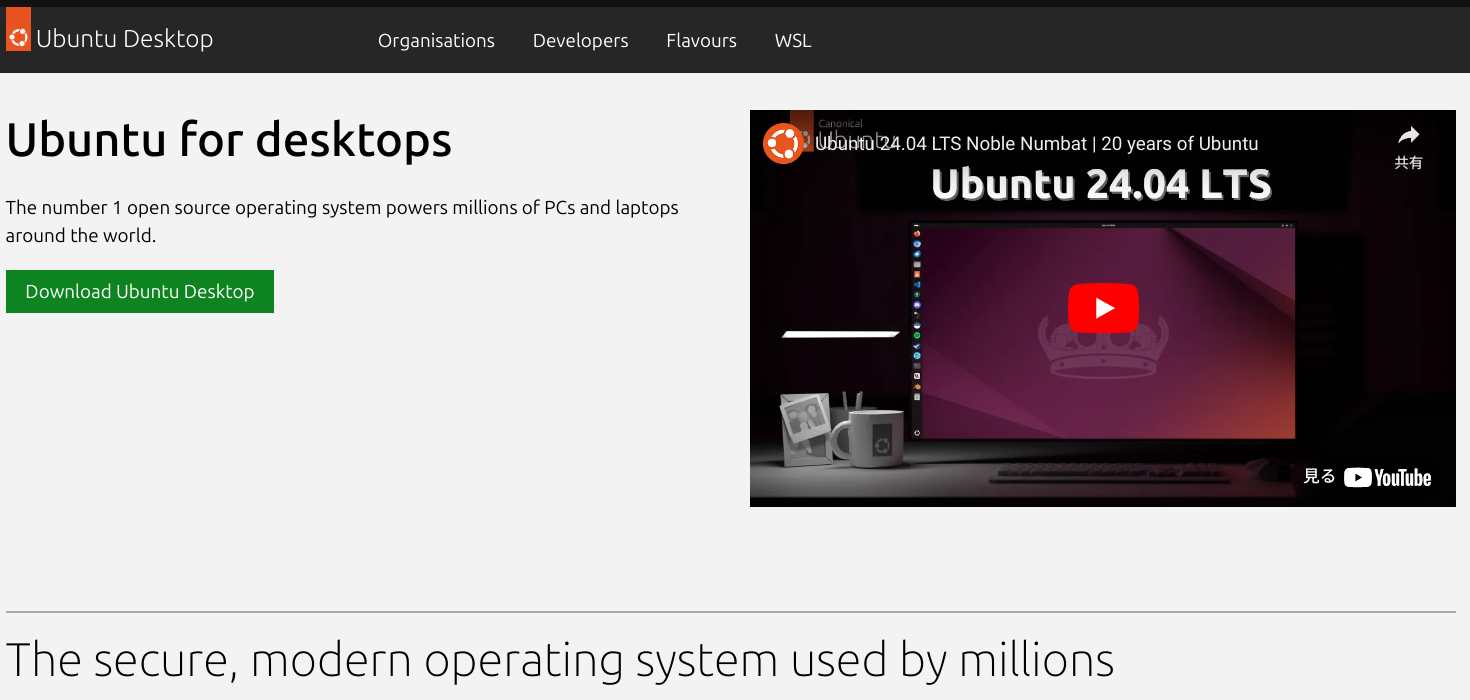 Ubuntu Desktop
Organisations
Developers
Flavours
WSL
Ubuntu for desktops
The number 1 open source operating system powers millions of PCs and laptops
around the world.
Download Ubuntu Desktop
Canonical
Ubuntu
Ubuntu 24.04 LTS Noble Numbat | 20 years of Ubuntu
共有
Ubuntu 24.04 LTS
見る YouTube
The secure, modern operating system used by millions